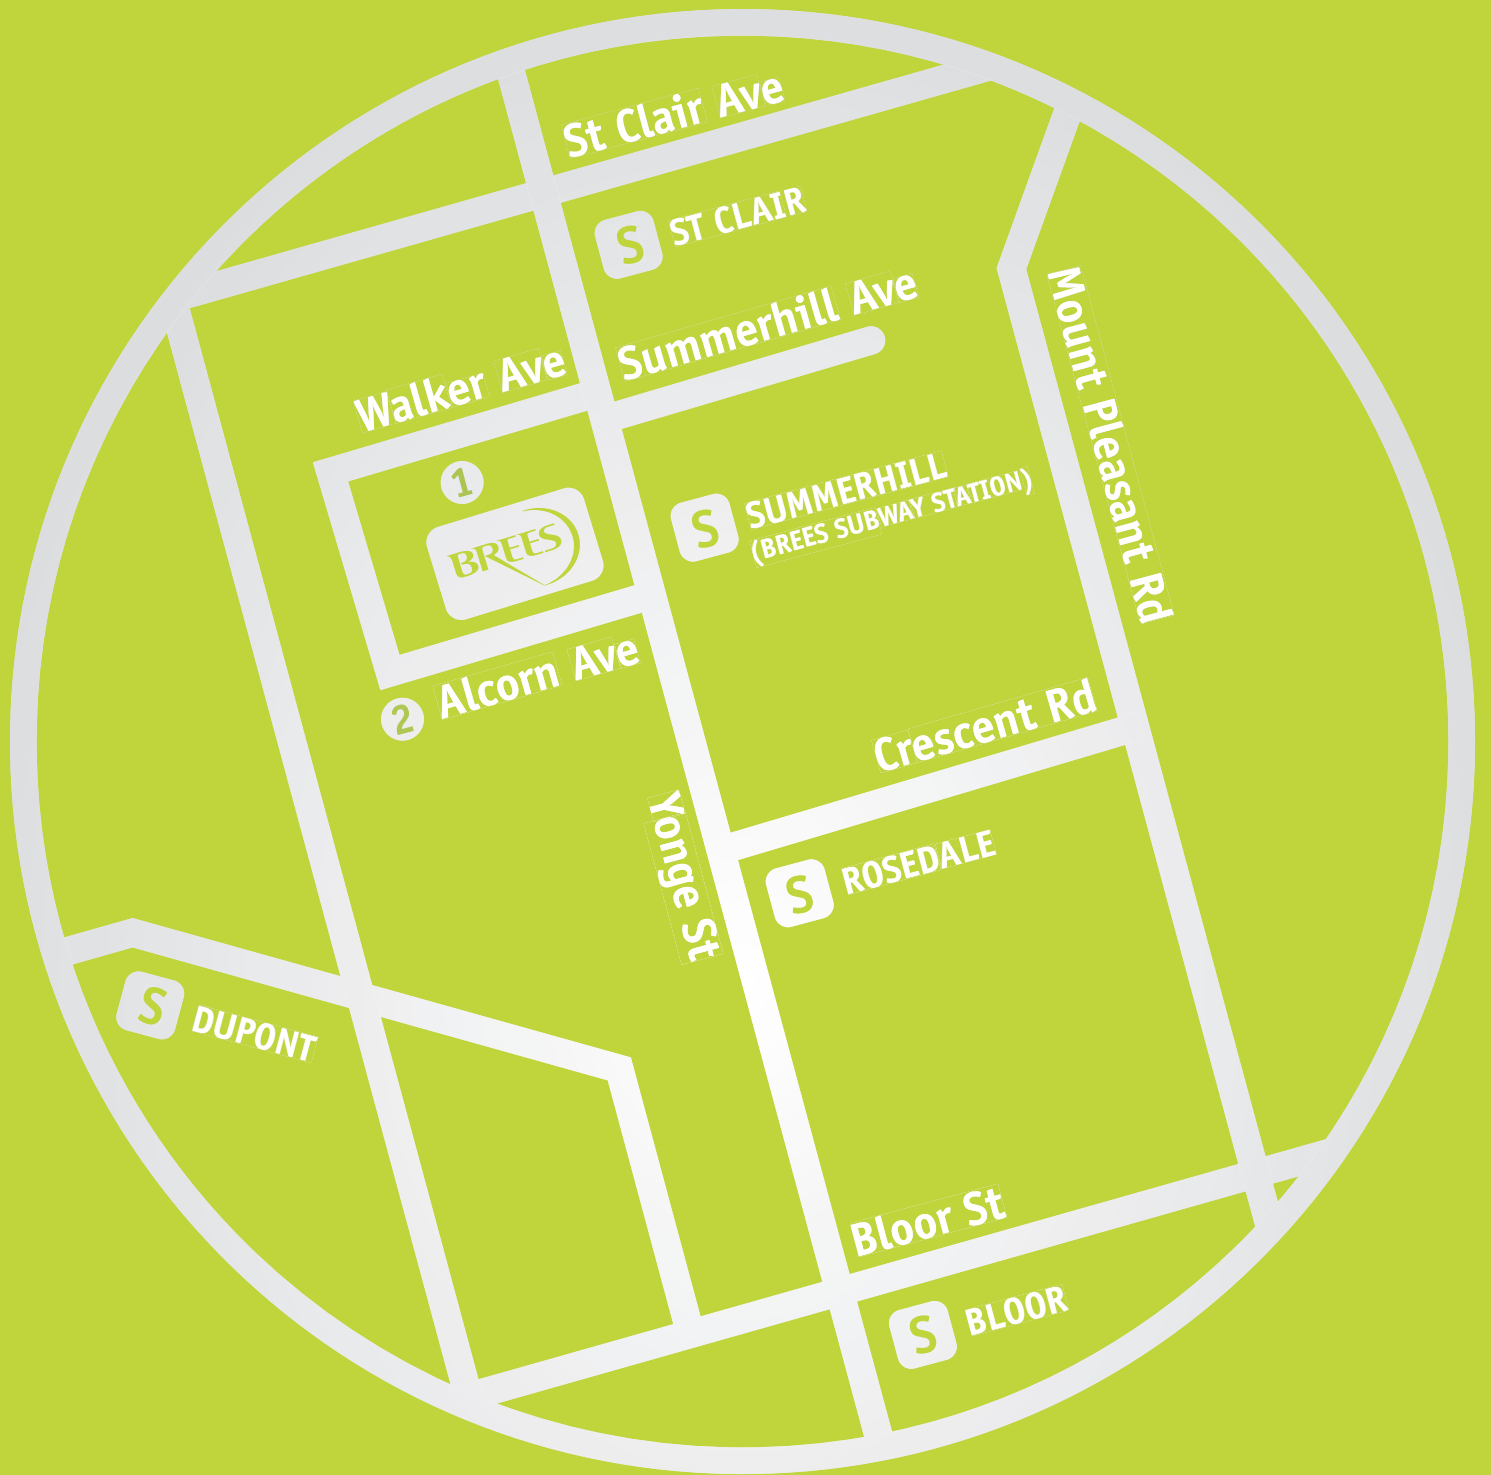 St Clair Ave
S ST CLAIR
Summerhill Ave
Walker Ave
Mount Pleasant Rd
1
BREES
S SUMMERHILL
(BREES SUBWAY STATION)
Alcorn Ave
2
Crescent Rd
Yonge St
S ROSEDALE
S DUPONT
Bloor St
S BLOOR